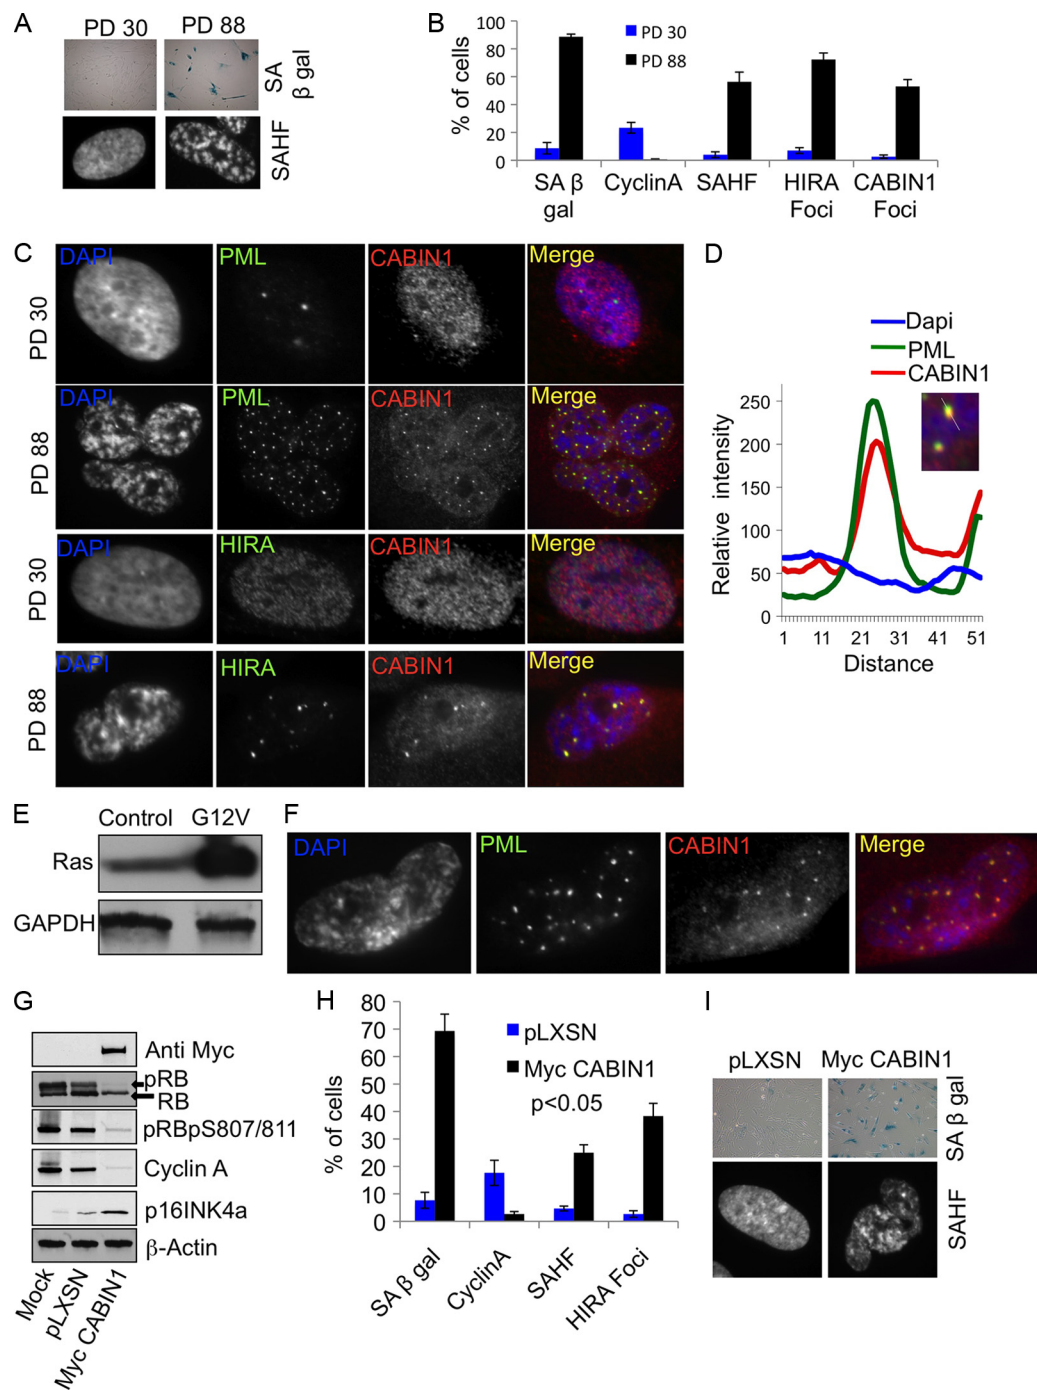 A
PD 30
PD 88
SA
β gal
SAHF
B
% of cells
100
80
60
40
20
0
PD 30
PD 88
SA β
gal
CyclinA
SAHF
HIRA
Foci
CABIN1
Foci
C
PD 30
DAPI
PML
CABIN1
Merge
PD 88
DAPI
PML
CABIN1
Merge
PD 30
DAPI
HIRA
CABIN1
Merge
PD 88
DAPI
HIRA
CABIN1
Merge
D
Dapi
PML
CABIN1
Relative intensity
250
200
150
100
50
0
1 11 21 31 41 51
Distance
E
Control G12V
Ras
GAPDH
F
DAPI
PML
CABIN1
Merge
G
Anti Myc
pRB
RB
pRBpS807/811
Cyclin A
p16INK4a
β-Actin
Mock
pLXSN
Myc CABIN1
H
% of cells
80
70
60
50
40
30
20
10
0
pLXSN
Myc CABIN1
p<0.05
SA β gal
CyclinA
SAHF
HIRA Foci
I
pLXSN
Myc CABIN1
SA β gal
SAHF